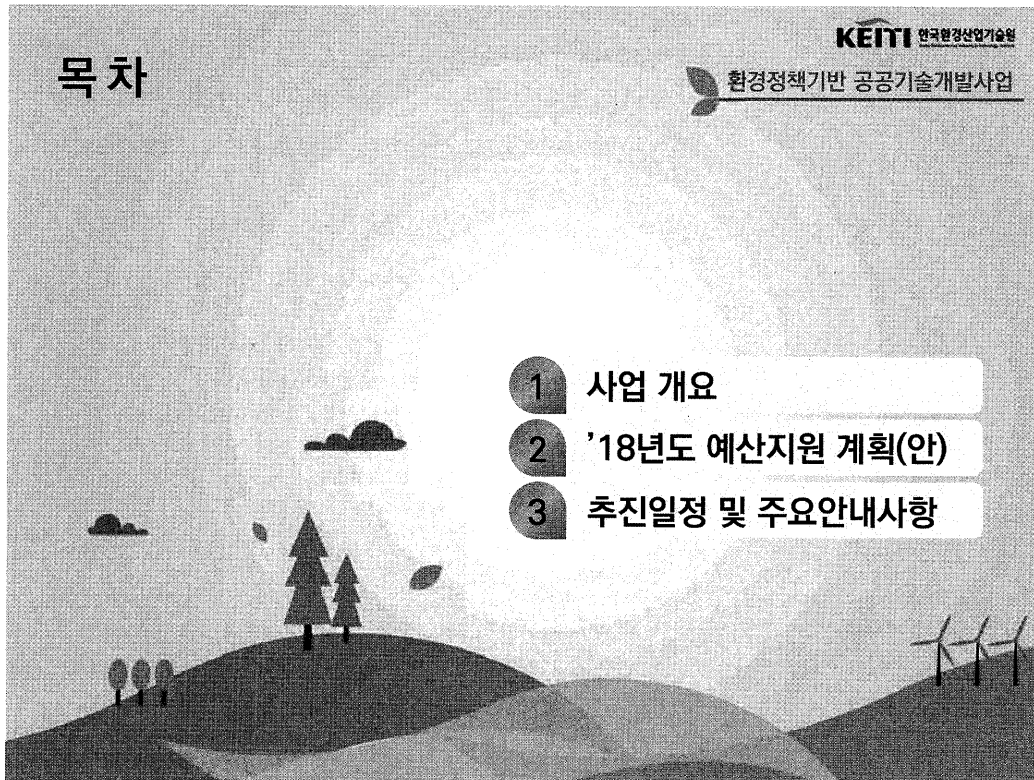 목차
KEITI 한국환경산업기술원
환경정책기반 공공기술개발사업
1 사업 개요
2 '18년도 예산지원 계획(안)
3 추진일정 및 주요안내사항